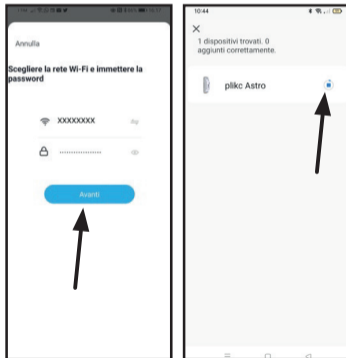 Annulla
Scegliere la rete Wi-Fi e immettere la
password
XXXXXXXX
Avanti
10:44
1 dispositivi trovati. 0
aggiunti correttamente.
plikc Astro